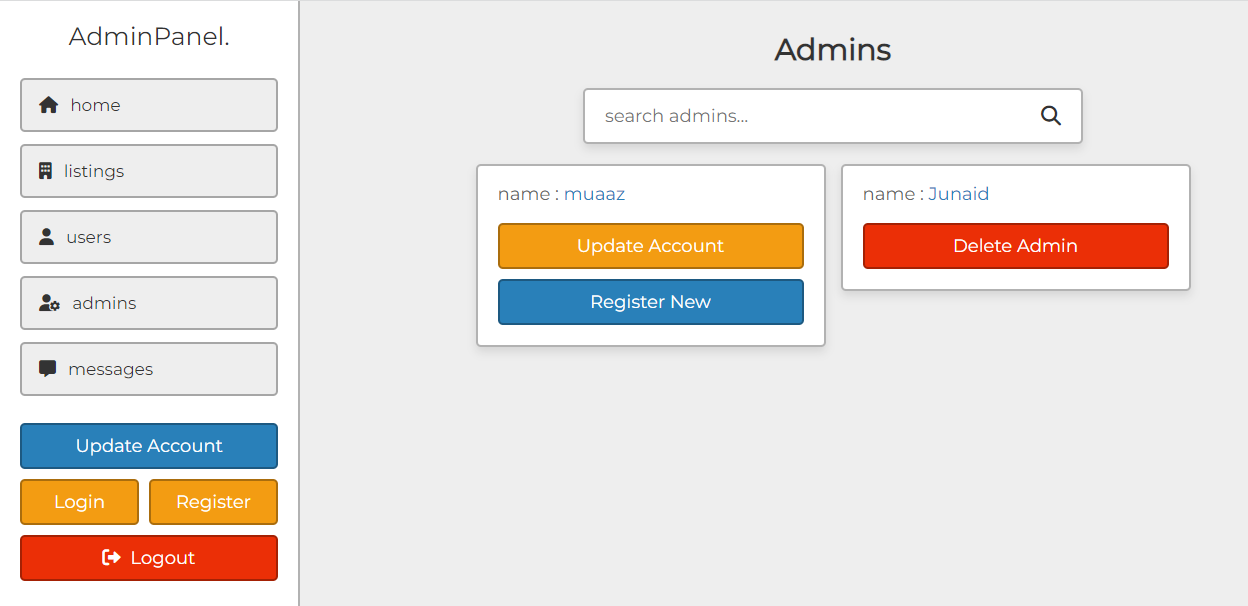 AdminPanel.
home
listings
users
admins
messages
Update Account
Login
Register
Logout
Admins
search admins...
name : muaaz
Update Account
Register New
name : Junaid
Delete Admin